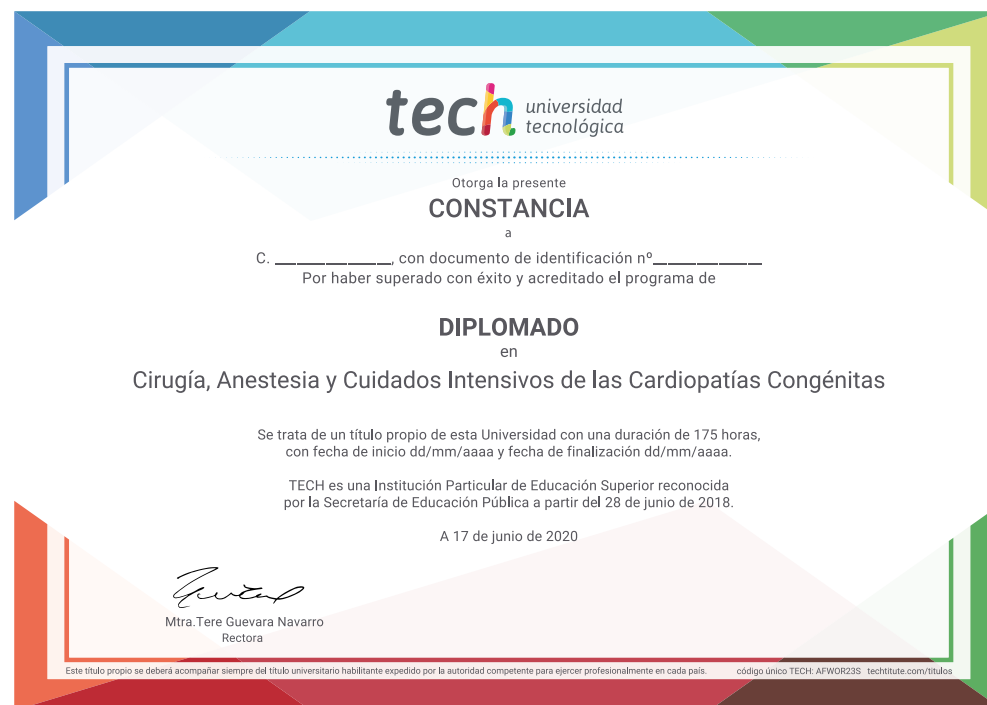 tech universidad
tecnológica
Otorga la presente
CONSTANCIA
a
C. ______________, con documento de identificación nº_____________
Por haber superado con éxito y acreditado el programa de
DIPLOMADO
en
Cirugía, Anestesia y Cuidados Intensivos de las Cardiopatías Congénitas
Se trata de un título propio de esta Universidad con una duración de 175 horas,
con fecha de inicio dd/mm/aaaa y fecha de finalización dd/mm/aaaa.
TECH es una Institución Particular de Educación Superior reconocida
por la Secretaría de Educación Pública a partir del 28 de junio de 2018.
A 17 de junio de 2020
Mtra.Tere Guevara Navarro
Rectora
Este título propio se deberá acompañar siempre del título universitario habilitante expedido por la autoridad competente para ejercer profesionalmente en cada país. código único TECH: AFWOR23S techtitute.com/titulos